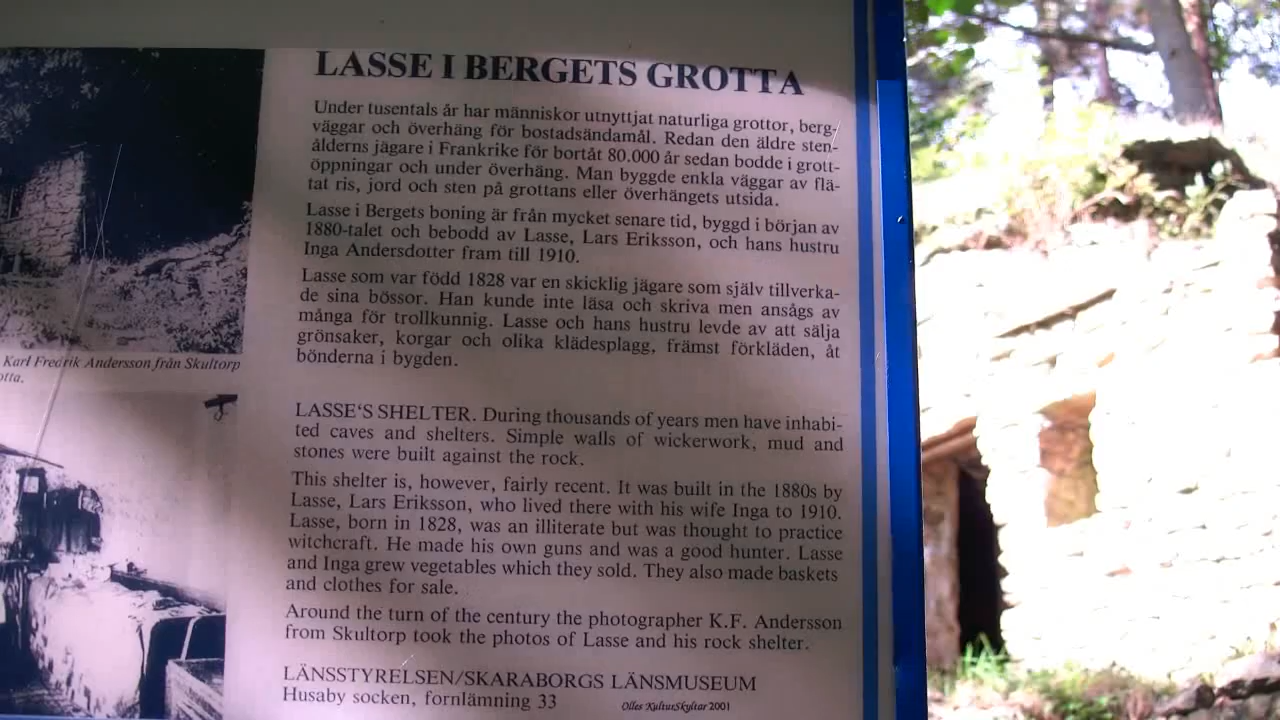 LASSE I BERGETS GROTTA
Under tusentals år har människor utnyttjat naturliga grottor, berg-
väggar och överhäng för bostadsändamål. Redan den äldre sten-
ålderns jägare i Frankrike för bortåt 80.000 år sedan bodde i grott-
öppningar och under överhäng. Man byggde enkla väggar av flä-
tat ris, jord och sten på grottans eller överhängets utsida.
Lasse i Bergets boning är från mycket senare tid, byggd i början av
1880-talet och bebodd av Lasse, Lars Eriksson, och hans hustru
Inga Andersdotter fram till 1910.
Lasse som var född 1828 var en skicklig jägare som själv tillverka-
de sina bössor. Han kunde inte läsa och skriva men ansågs av
många för trollkunnig. Lasse och hans hustru levde av att sälja
grönsaker, korgar och olika klädesplagg, främst förkläden, åt
bönderna i bygden.
Karl Fredrik Andersson från Skultorp
otta.
LASSE'S SHELTER. During thousands of years men have inhabi-
ted caves and shelters. Simple walls of wickerwork, mud and
stones were built against the rock.
This shelter is, however, fairly recent. It was built in the 1880s by
Lasse, Lars Eriksson, who lived there with his wife Inga to 1910.
Lasse, born in 1828, was an illiterate but was thought to practice
witchcraft. He made his own guns and was a good hunter. Lasse
and Inga grew vegetables which they sold. They also made baskets
and clothes for sale.
Around the turn of the century the photographer K.F. Andersson
from Skultorp took the photos of Lasse and his rock shelter.
LÄNSSTYRELSEN/SKARABORGS LÄNSMUSEUM
Husaby socken, fornlämning 33
Olles KulturSkyltar 2001